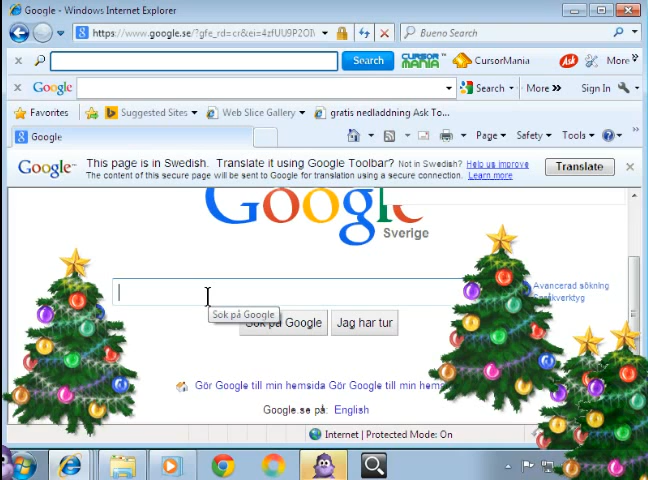 Google - Windows Internet Explorer
https://www.google.se/?gfe_rd=cr&ei=4zfUU9P2OIV
Bueno Search
Search CURSOR MANIA CursorMania Ask More
Google Search More » Sign In
Favorites Suggested Sites Web Slice Gallery gratis nedladdning Ask To...
Google Page Safety Tools
Google This page is in Swedish. Translate it using Google Toolbar? Not in Swedish? Help us improve Translate
The content of this secure page will be sent to Google for translation using a secure connection. Learn more
Google
Sverige
Avancerad sökning
Språkverktyg
Sök på Google
Sök på Google Jag har tur
Gör Google till min hemsida Gör Google till min hems
Google.se på: English
Internet | Protected Mode: On